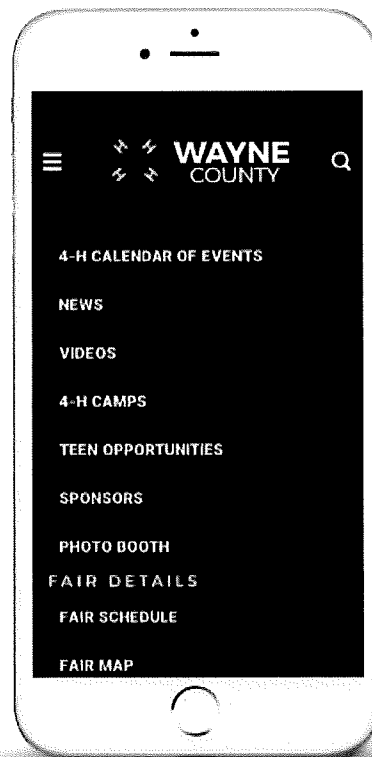 H H WAYNE
H H COUNTY
4-H CALENDAR OF EVENTS
NEWS
VIDEOS
4-H CAMPS
TEEN OPPORTUNITIES
SPONSORS
PHOTO BOOTH
FAIR DETAILS
FAIR SCHEDULE
FAIR MAP